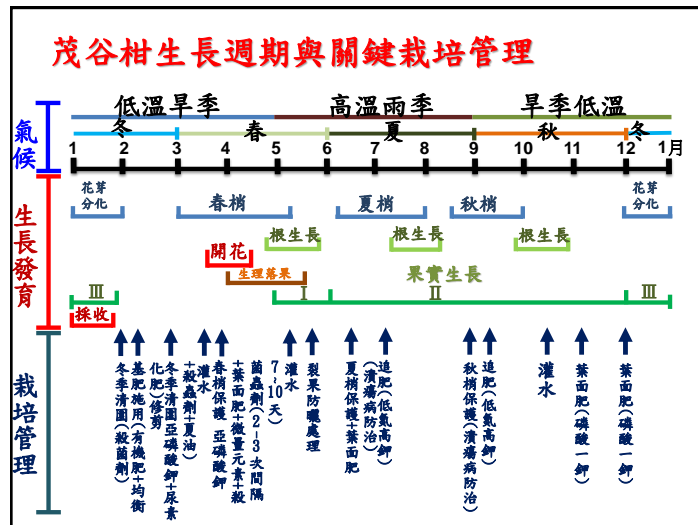 茂谷柑生長週期與關鍵栽培管理
氣候
低溫旱季
高溫雨季
旱季低溫
冬
春
夏
秋
冬
1 2 3 4 5 6 7 8 9 10 11 12 1月
生長發育
花芽分化
春梢
夏梢
秋梢
花芽分化
根生長
根生長
根生長
開花
生理落果
果實生長
III
I
II
III
採收
栽培管理
冬季清園(殺菌劑)
基肥施用(有機肥+均衡
化肥)修剪
冬季清園亞磷酸鉀+尿素
+殺蟲劑+夏油)
灌水
春梢保護 亞磷酸鉀
+葉面肥+微量元素+殺
菌蟲劑(2-3 次間隔
7~10天)
灌水
裂果防曬處理
夏梢保護+葉面肥
(潰瘍病防治)
追肥(低氮高鉀)
秋梢保護(潰瘍病防治)
追肥(低氮高鉀)
灌水
葉面肥(磷酸一鉀)
葉面肥(磷酸一鉀)